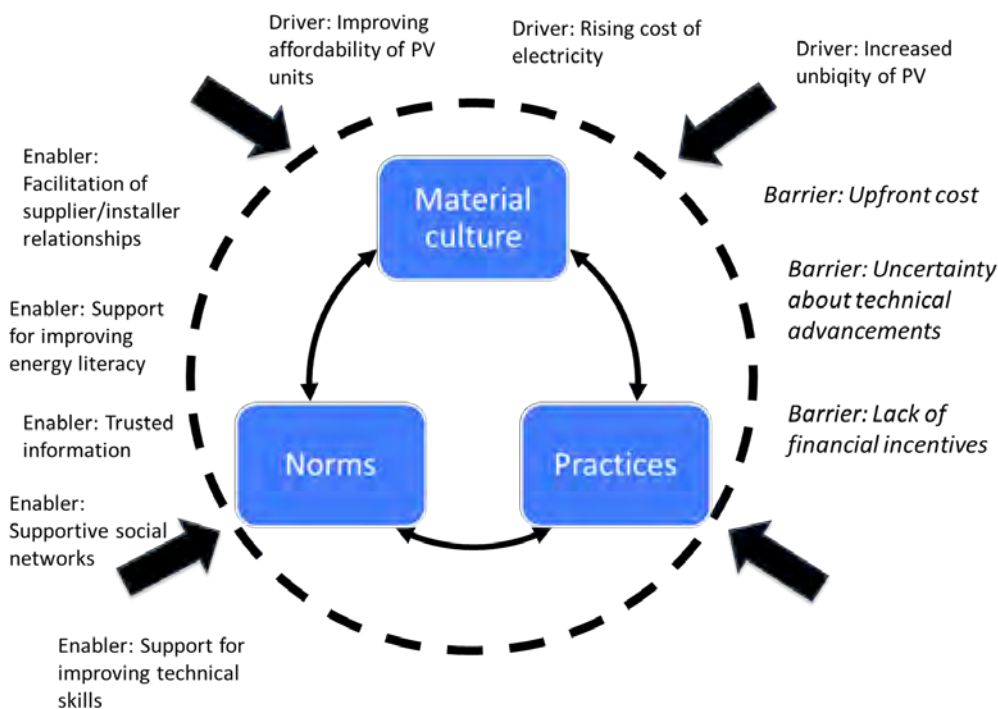 Driver: Improving
affordability of PV
units
Driver: Rising cost of
electricity
Driver: Increased
unbiqity of PV
Enabler:
Facilitation of
supplier/installer
relationships
Material
culture
Barrier: Upfront cost
Barrier: Uncertainty
about technical
advancements
Enabler: Support
for improving
energy literacy
Enabler: Trusted
information
Norms
Practices
Barrier: Lack of
financial incentives
Enabler:
Supportive social
networks
Enabler: Support for
improving technical
skills